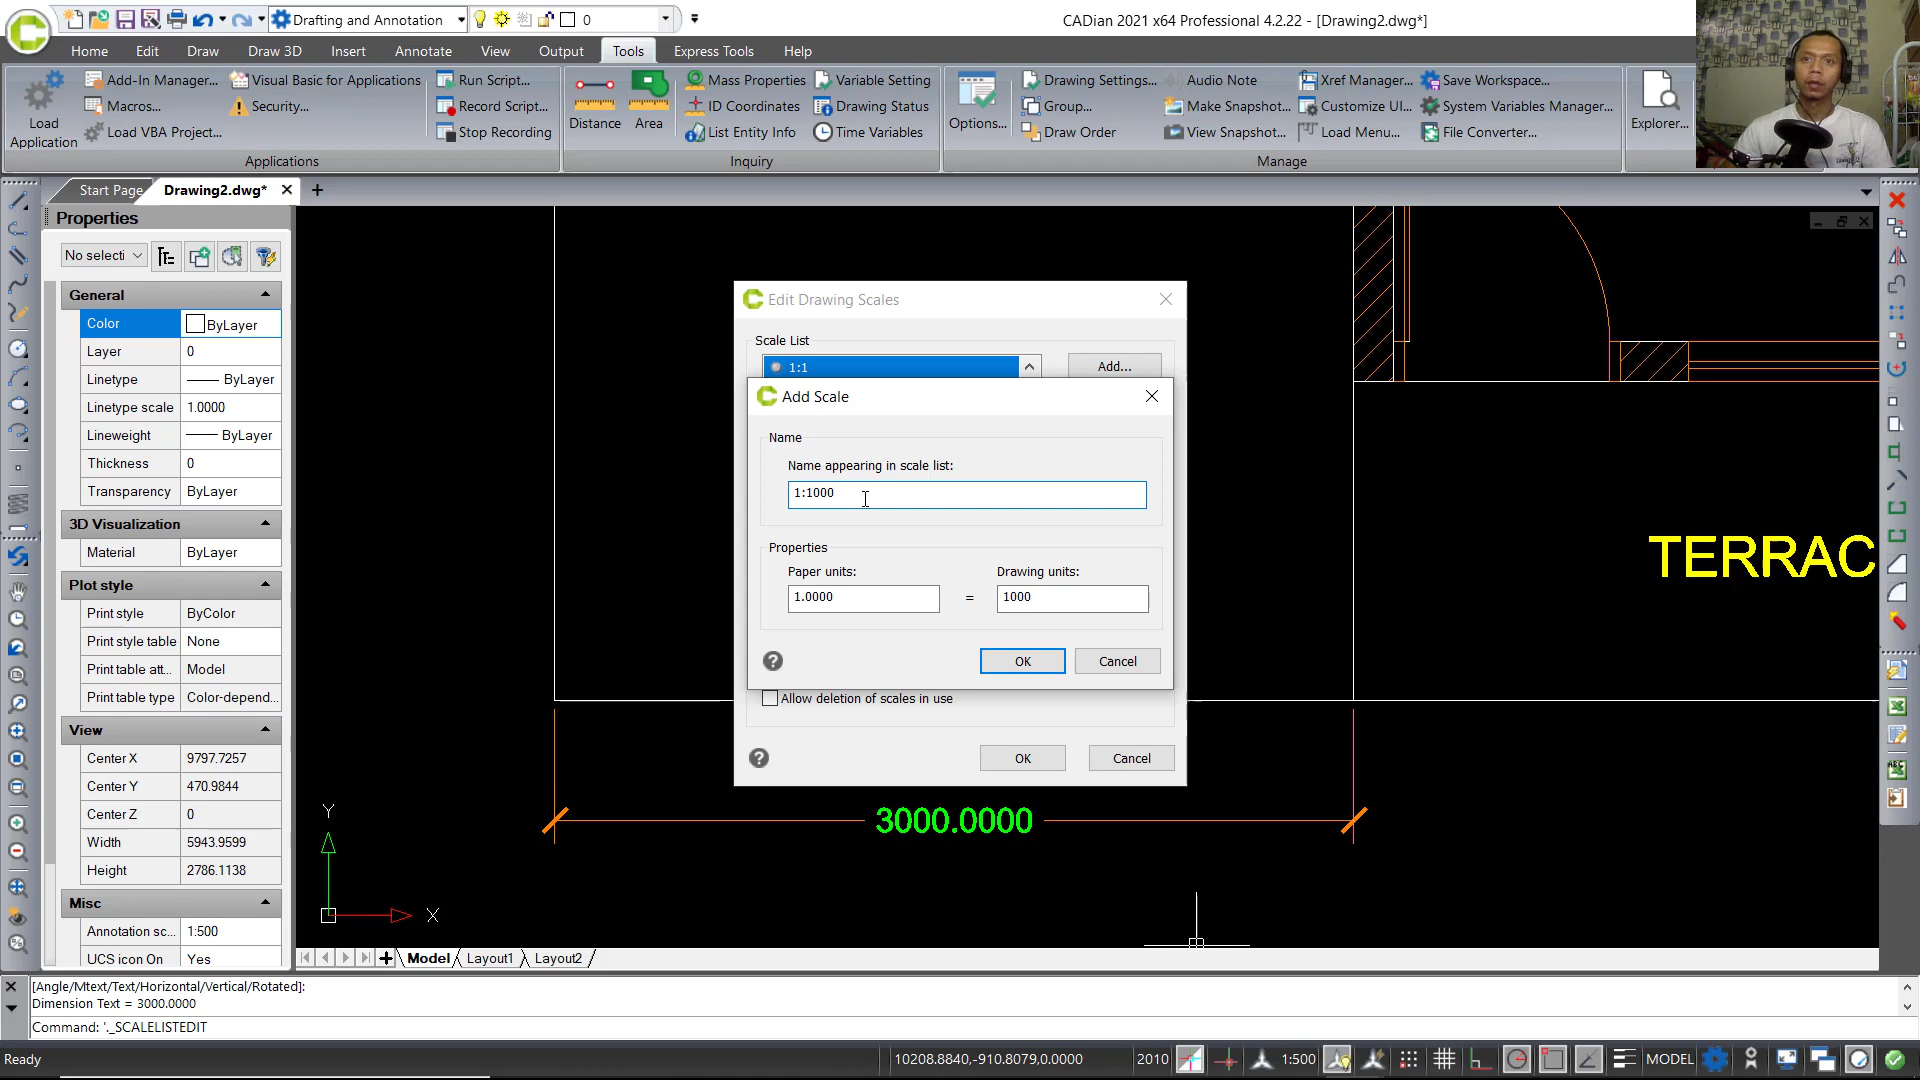 Drafting and Annotation
0
CADian 2021 x64 Professional 4.2.22 - [Drawing2.dwg*]
Home Edit Draw Draw 3D Insert Annotate View Output Tools Express Tools Help
Load Application
Add-In Manager...
Macros...
Load VBA Project...
Visual Basic for Applications
Security...
Run Script...
Record Script...
Stop Recording
Applications
Distance
Area
Mass Properties
ID Coordinates
List Entity Info
Variable Setting
Drawing Status
Time Variables
Inquiry
Options...
Drawing Settings...
Group...
Draw Order
Audio Note
Make Snapshot...
View Snapshot...
Xref Manager...
Customize UI...
Load Menu...
Save Workspace...
System Variables Manager...
File Converter...
Manage
Explorer...
Start Page
Drawing2.dwg*
Properties
No selecti
General
Color ByLayer
Layer 0
Linetype ByLayer
Linetype scale 1.0000
Lineweight ByLayer
Thickness 0
Transparency ByLayer
3D Visualization
Material ByLayer
Plot style
Print style ByColor
Print style table None
Print table att... Model
Print table type Color-depend...
View
Center X 9797.7257
Center Y 470.9844
Center Z 0
Width 5943.9599
Height 2786.1138
Misc
Annotation sc... 1:500
UCS icon On Yes
Edit Drawing Scales
Scale List
1:1
Add...
Add Scale
Name
Name appearing in scale list:
1:1000
Properties
Paper units: Drawing units:
1.0000 = 1000
OK Cancel
Allow deletion of scales in use
OK Cancel
TERRAC
3000.0000
Y
X
Model Layout1 Layout2
[Angle/Mtext/Text/Horizontal/Vertical/Rotated]:
Dimension Text = 3000.0000
Command: '._SCALELISTEDIT
Ready
10208.8840,-910.8079,0.0000
2010
1:500
MODEL